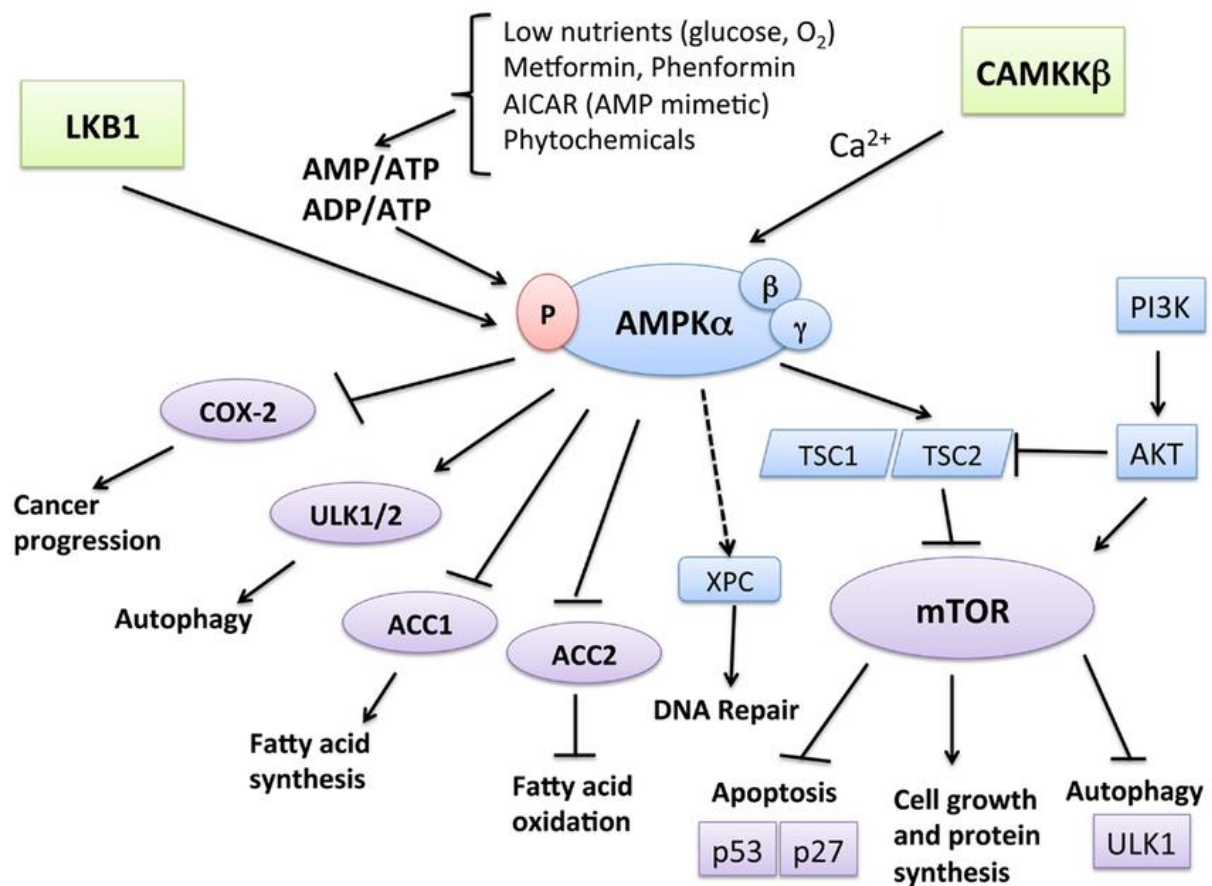 Low nutrients (glucose, O₂)
Metformin, Phenformin
AICAR (AMP mimetic)
Phytochemicals
CAMKKβ
LKB1
Ca²⁺
AMP/ATP
ADP/ATP
P
AMPKα
β
γ
PI3K
COX-2
TSC1
TSC2
AKT
Cancer
progression
ULK1/2
XPC
mTOR
Autophagy
ACC1
ACC2
DNA Repair
Fatty acid
synthesis
Fatty acid
oxidation
Apoptosis
p53
p27
Cell growth
and protein
synthesis
Autophagy
ULK1